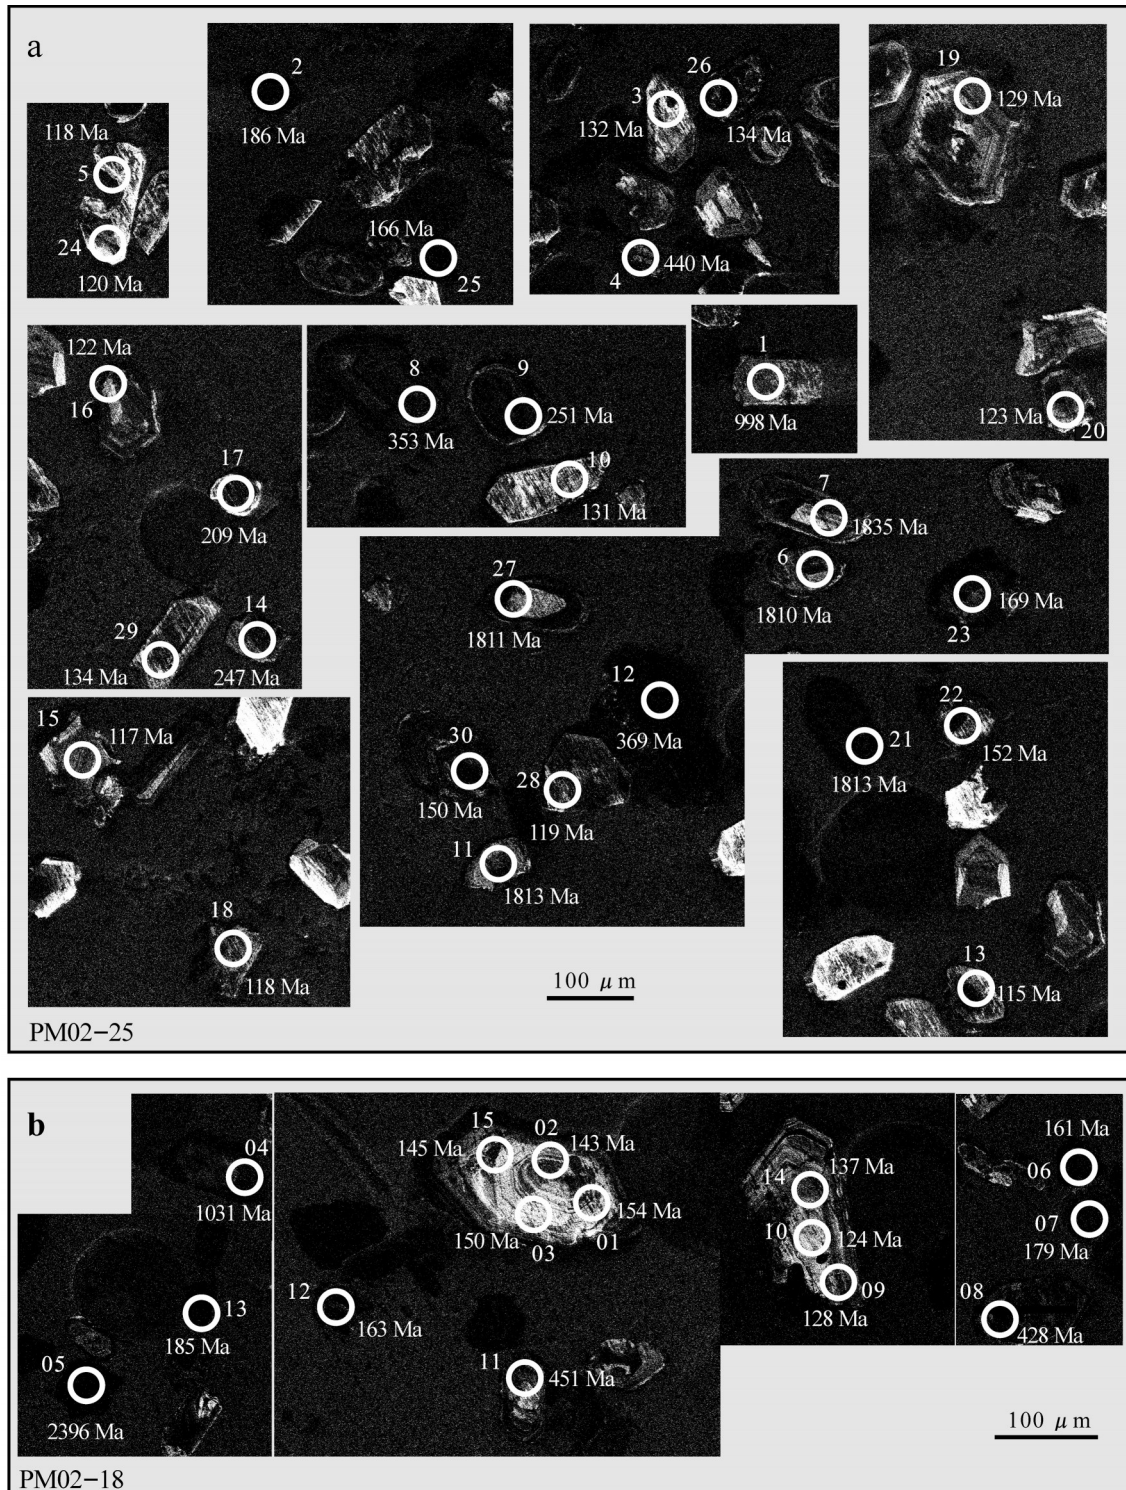 a
118 Ma
5
24
120 Ma
2
186 Ma
166 Ma
25
26
3
132 Ma
134 Ma
4
440 Ma
19
129 Ma
123 Ma
20
122 Ma
16
17
209 Ma
14
29
134 Ma
247 Ma
8
9
353 Ma
251 Ma
10
131 Ma
1
998 Ma
7
1835 Ma
6
1810 Ma
169 Ma
23
27
1811 Ma
12
369 Ma
30
150 Ma
28
119 Ma
11
1813 Ma
15
117 Ma
18
118 Ma
22
21
152 Ma
1813 Ma
13
115 Ma
100 μm
PM02-25
b
04
1031 Ma
13
185 Ma
05
2396 Ma
15
02
145 Ma
143 Ma
154 Ma
150 Ma
03
01
12
163 Ma
11
451 Ma
137 Ma
14
10
124 Ma
09
128 Ma
161 Ma
06
07
179 Ma
08
428 Ma
100 μm
PM02-18